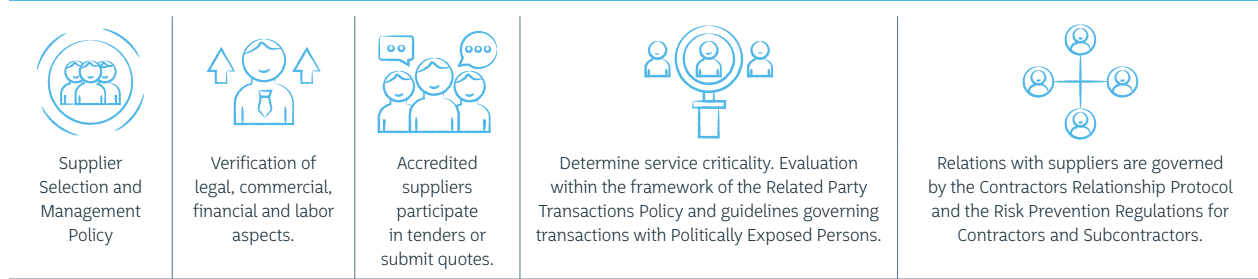 Supplier
Selection and
Management
Policy
Verification of
legal, commercial,
financial and labor
aspects.
Accredited
suppliers
participate
in tenders or
submit quotes.
Determine service criticality. Evaluation
within the framework of the Related Party
Transactions Policy and guidelines governing
transactions with Politically Exposed Persons.
Relations with suppliers are governed
by the Contractors Relationship Protocol
and the Risk Prevention Regulations for
Contractors and Subcontractors.